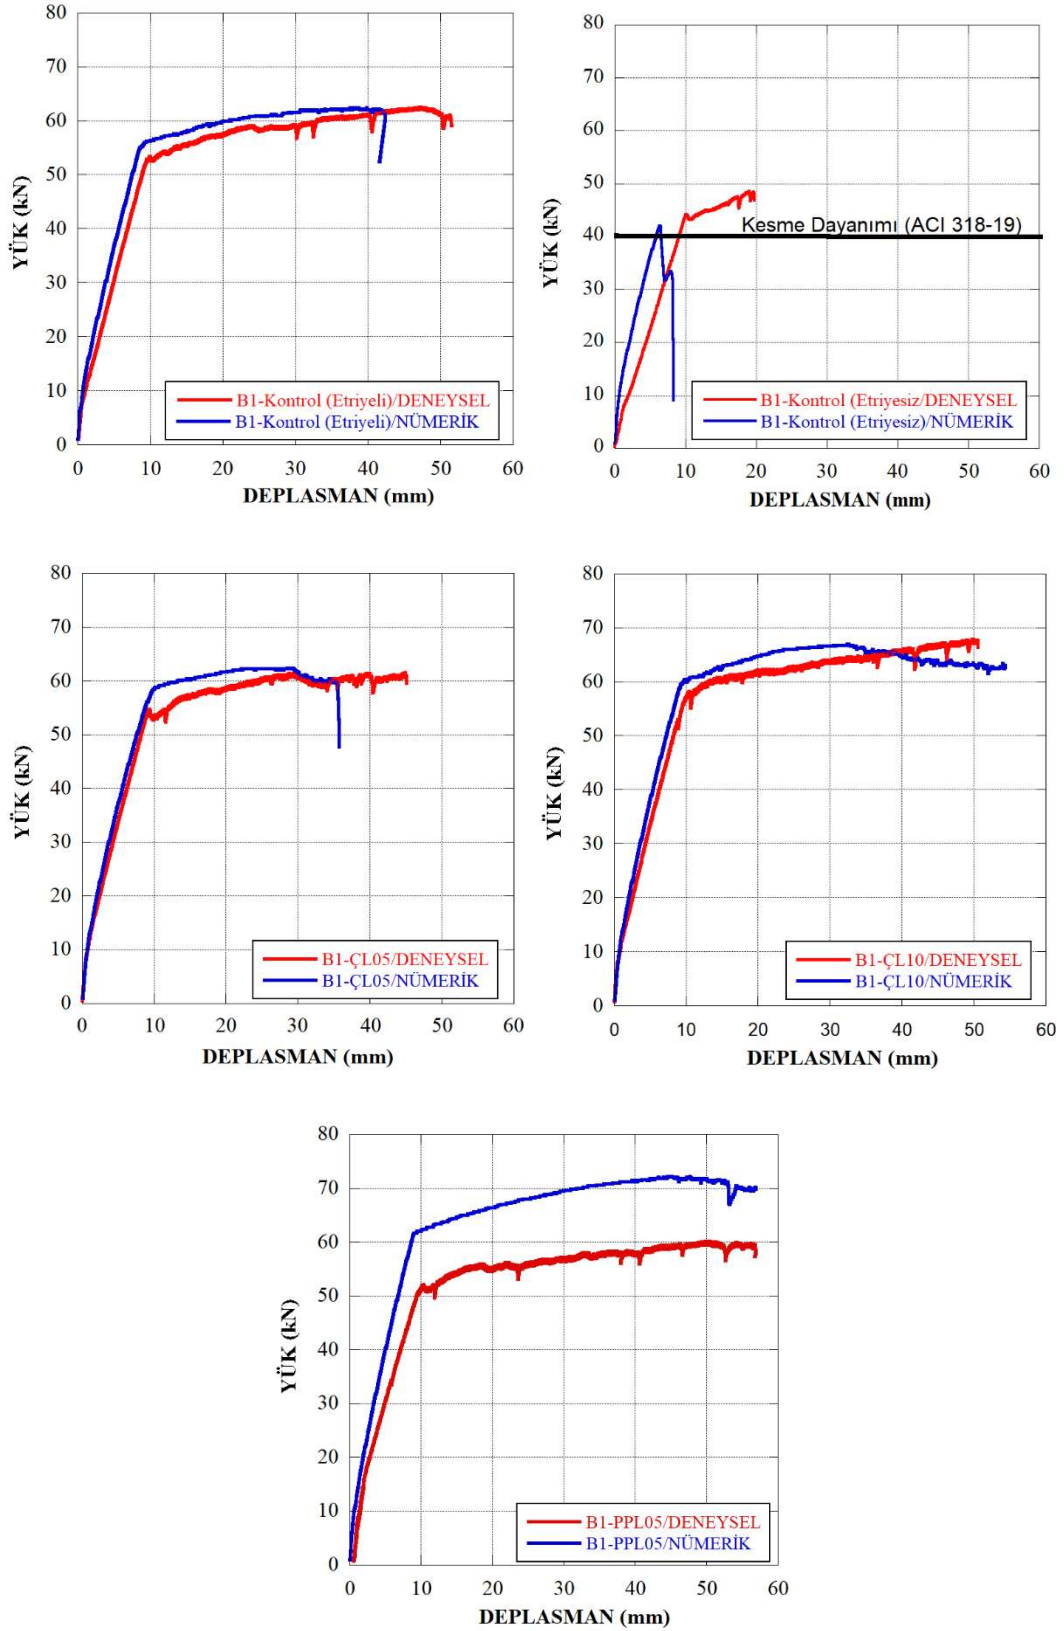 80
70
60
50
40
30
20
10
0
YÜK (kN)
B1-Kontrol (Etriyeli)/DENEYSEL
B1-Kontrol (Etriyeli)/NÜMERİK
0 10 20 30 40 50 60
DEPLASMAN (mm)
80
70
60
50
40
30
20
10
0
YÜK (kN)
Kesme Dayanımı (ACI 318-19)
B1-Kontrol (Etriyesiz/DENEYSEL
B1-Kontrol (Etriyesiz)/NÜMERİK
0 10 20 30 40 50 60
DEPLASMAN (mm)
80
70
60
50
40
30
20
10
0
YÜK (kN)
B1-ÇL05/DENEYSEL
B1-ÇL05/NÜMERİK
0 10 20 30 40 50 60
DEPLASMAN (mm)
80
70
60
50
40
30
20
10
0
YÜK (kN)
B1-ÇL10/DENEYSEL
B1-ÇL10/NÜMERİK
0 10 20 30 40 50 60
DEPLASMAN (mm)
80
70
60
50
40
30
20
10
0
YÜK (kN)
B1-PPL05/DENEYSEL
B1-PPL05/NÜMERİK
0 10 20 30 40 50 60
DEPLASMAN (mm)